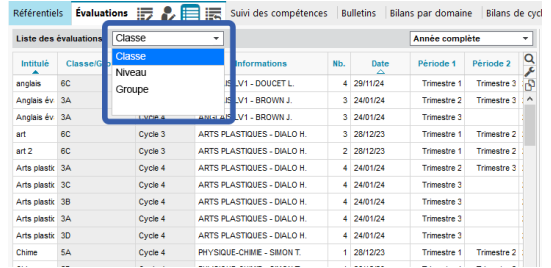 Référentiels Évaluations Suivi des compétences Bulletins Bilans par domaine Bilans de cycl
Liste des évaluations Classe Année complète
Classe
Niveau
Groupe
Intitulé Classe/Gro Informations Nb. Date Période 1 Période 2
anglais 6C LV1 - DOUCET L. 4 29/11/24 Trimestre 1 Trimestre 3
Anglais év 3A LV1 - BROWN J. 3 24/01/24 Trimestre 2 Trimestre 3
Anglais év 3A Cycle 4 ANGLAIS LV1 - BROWN J. 3 24/01/24 Trimestre 3
art 6C Cycle 3 ARTS PLASTIQUES - DIALO H. 3 28/12/23 Trimestre 1 Trimestre 2
art 2 6C Cycle 3 ARTS PLASTIQUES - DIALO H. 2 28/12/23 Trimestre 1 Trimestre 2
Arts plastic 3A Cycle 4 ARTS PLASTIQUES - DIALO H. 4 24/01/24 Trimestre 2 Trimestre 3
Arts plastic 3C Cycle 4 ARTS PLASTIQUES - DIALO H. 4 24/01/24 Trimestre 3
Arts plastic 3B Cycle 4 ARTS PLASTIQUES - DIALO H. 4 24/01/24 Trimestre 3
Arts plastic 3A Cycle 4 ARTS PLASTIQUES - DIALO H. 4 24/01/24 Trimestre 3
Arts plastic 3D Cycle 4 ARTS PLASTIQUES - DIALO H. 4 24/01/24 Trimestre 3
Chime 5A Cycle 4 PHYSIQUE-CHIMIE - SIMON T. 1 28/12/23 Trimestre 1 Trimestre 2